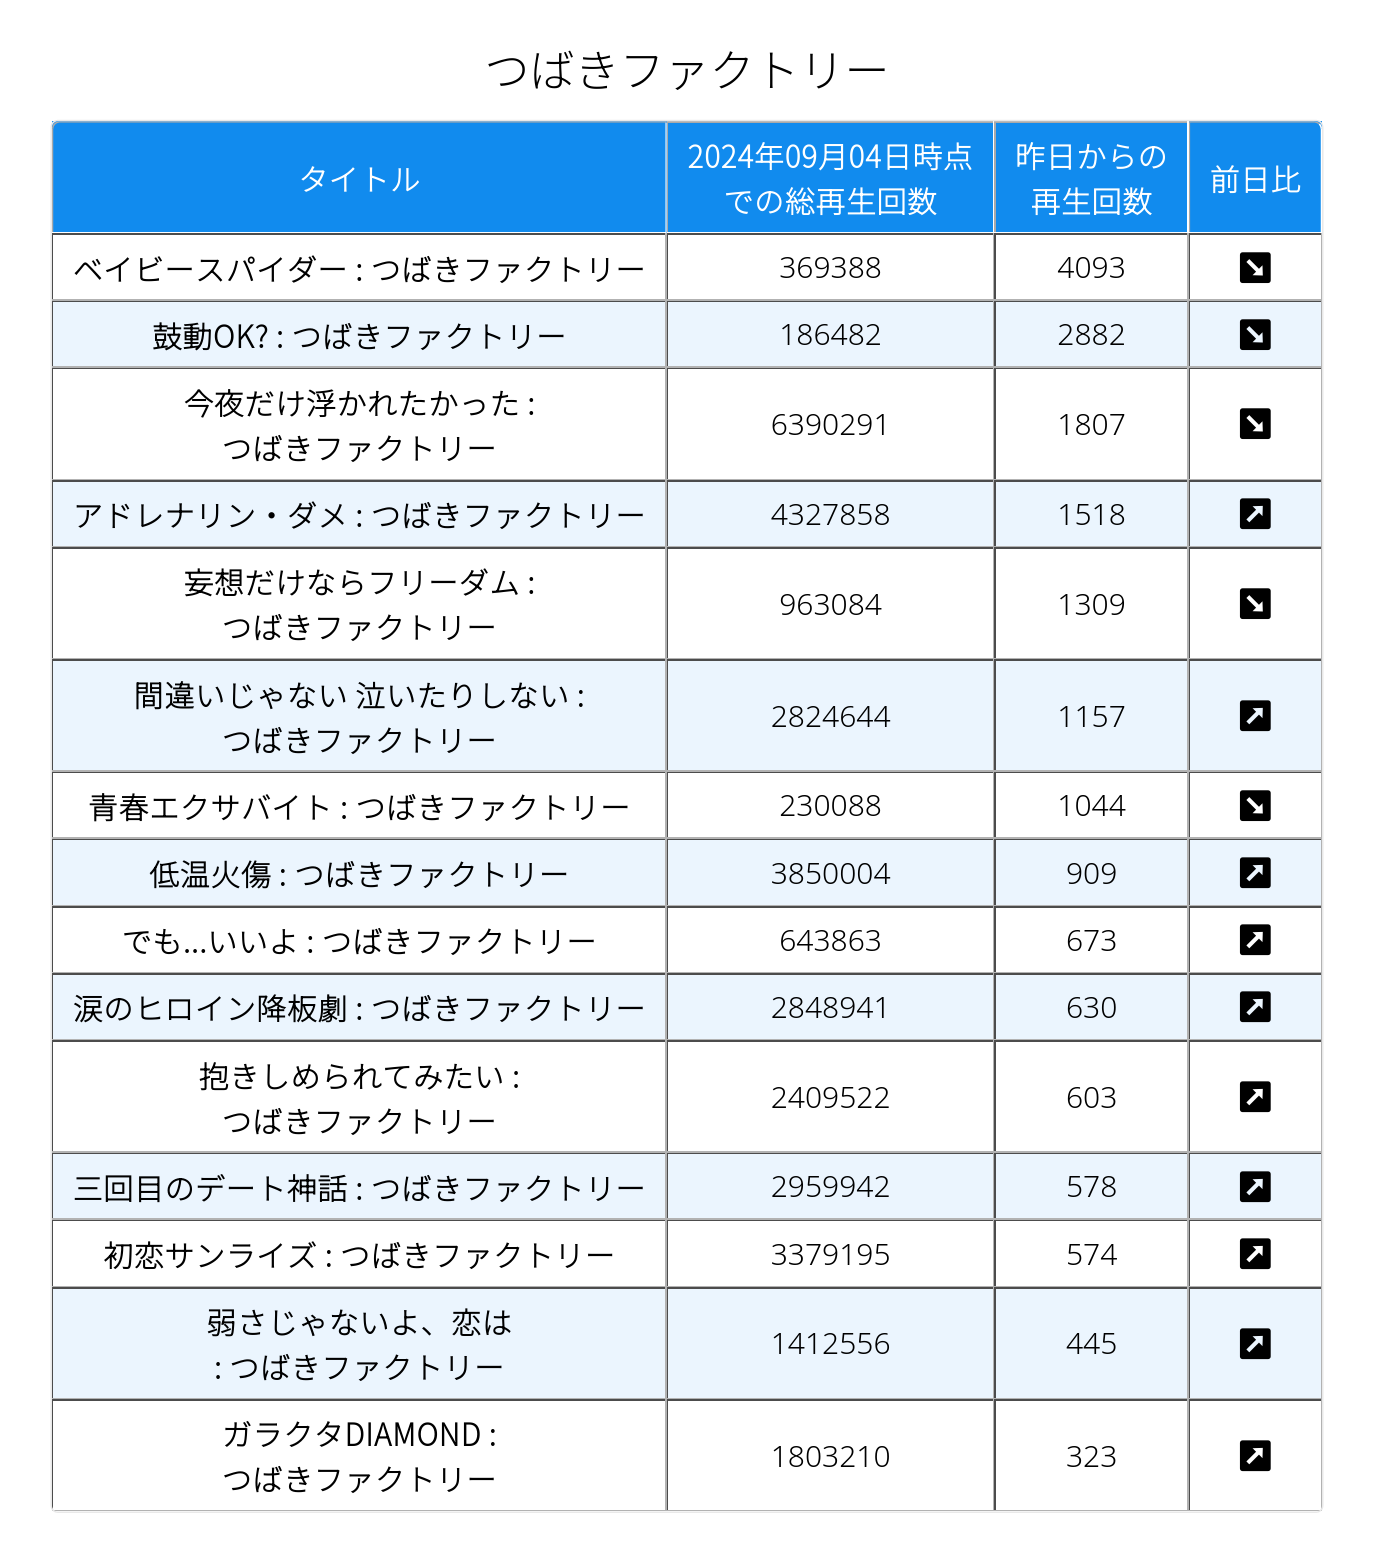 つばきファクトリー
タイトル
2024年09月04日時点
での総再生回数
昨日からの
再生回数
前日比
ベイビースパイダー : つばきファクトリー
369388
4093
鼓動OK? : つばきファクトリー
186482
2882
今夜だけ浮かれたかった :
つばきファクトリー
6390291
1807
アドレナリン・ダメ : つばきファクトリー
4327858
1518
妄想だけならフリーダム :
つばきファクトリー
963084
1309
間違いじゃない 泣いたりしない :
つばきファクトリー
2824644
1157
青春エクサバイト : つばきファクトリー
230088
1044
低温火傷 : つばきファクトリー
3850004
909
でも...いいよ : つばきファクトリー
643863
673
涙のヒロイン降板劇 : つばきファクトリー
2848941
630
抱きしめられてみたい :
つばきファクトリー
2409522
603
三回目のデート神話 : つばきファクトリー
2959942
578
初恋サンライズ : つばきファクトリー
3379195
574
弱さじゃないよ、恋は
: つばきファクトリー
1412556
445
ガラクタDIAMOND :
つばきファクトリー
1803210
323